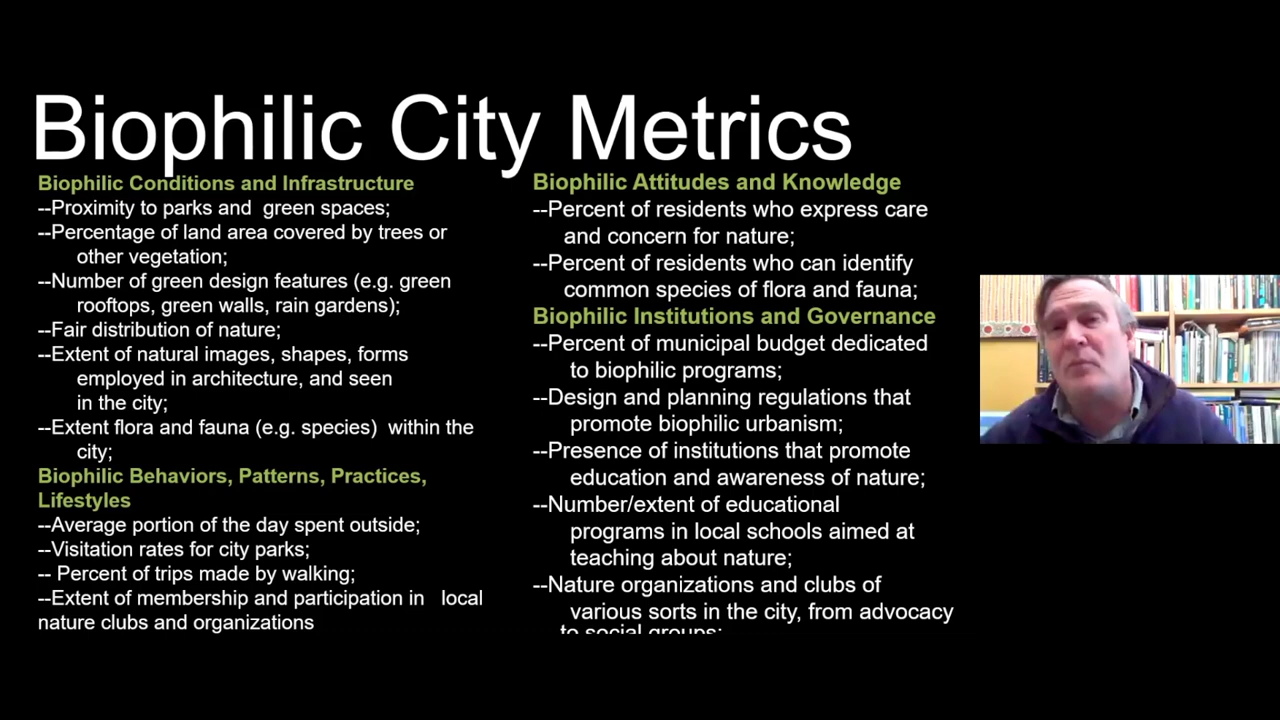 Biophilic City Metrics
Biophilic Conditions and Infrastructure
--Proximity to parks and green spaces;
--Percentage of land area covered by trees or
other vegetation;
--Number of green design features (e.g. green
rooftops, green walls, rain gardens);
--Fair distribution of nature;
--Extent of natural images, shapes, forms
employed in architecture, and seen
in the city;
--Extent flora and fauna (e.g. species) within the
city;
Biophilic Behaviors, Patterns, Practices,
Lifestyles
--Average portion of the day spent outside;
--Visitation rates for city parks;
-- Percent of trips made by walking;
--Extent of membership and participation in local
nature clubs and organizations
Biophilic Attitudes and Knowledge
--Percent of residents who express care
and concern for nature;
--Percent of residents who can identify
common species of flora and fauna;
Biophilic Institutions and Governance
--Percent of municipal budget dedicated
to biophilic programs;
--Design and planning regulations that
promote biophilic urbanism;
--Presence of institutions that promote
education and awareness of nature;
--Number/extent of educational
programs in local schools aimed at
teaching about nature;
--Nature organizations and clubs of
various sorts in the city, from advocacy
to social groups;